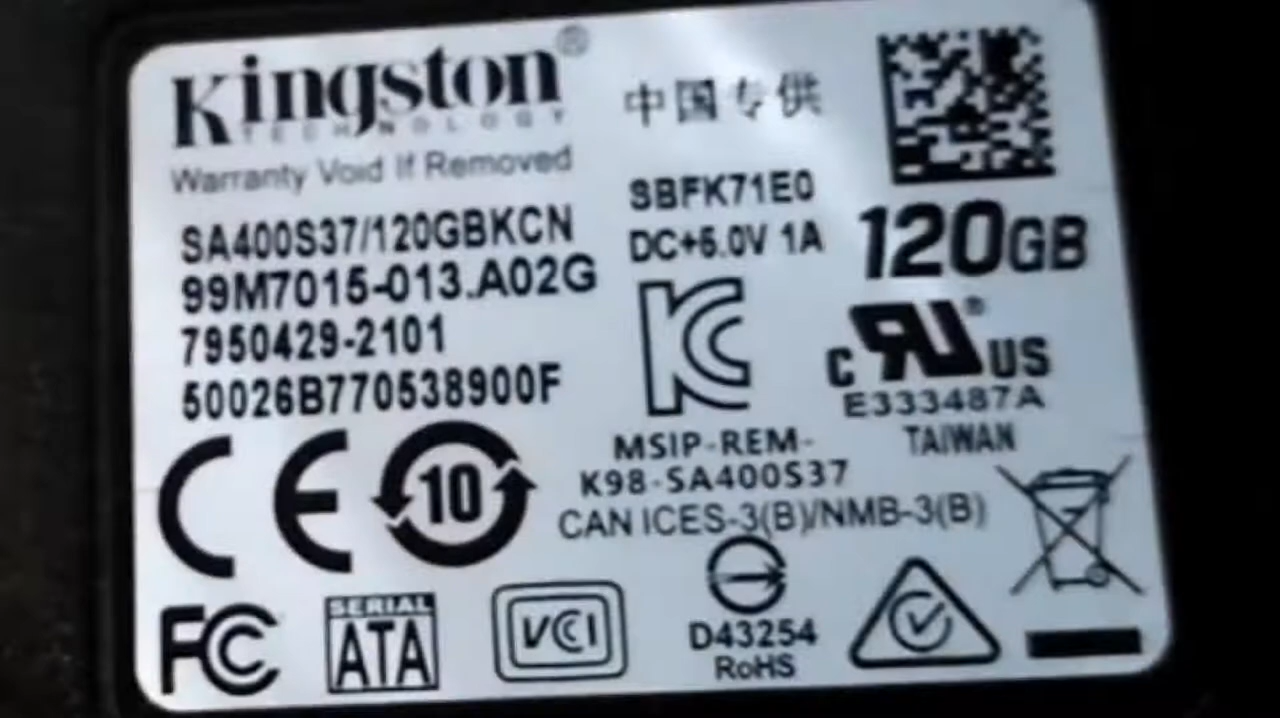 Kingston®
TECHNOLOGY
Warranty Void If Removed
中国专供
SA400S37/120GBKCN
99M7015-013.A02G
7950429-2101
50026B770538900F
SBFK71E0
DC+5.0V 1A
120GB
c RU ® US
E333487A
TAIWAN
MSIP-REM-
K98-SA400S37
CAN ICES-3(B)/NMB-3(B)
CE
10
FC
SERIAL
ATA
VCI
D43254
RoHS